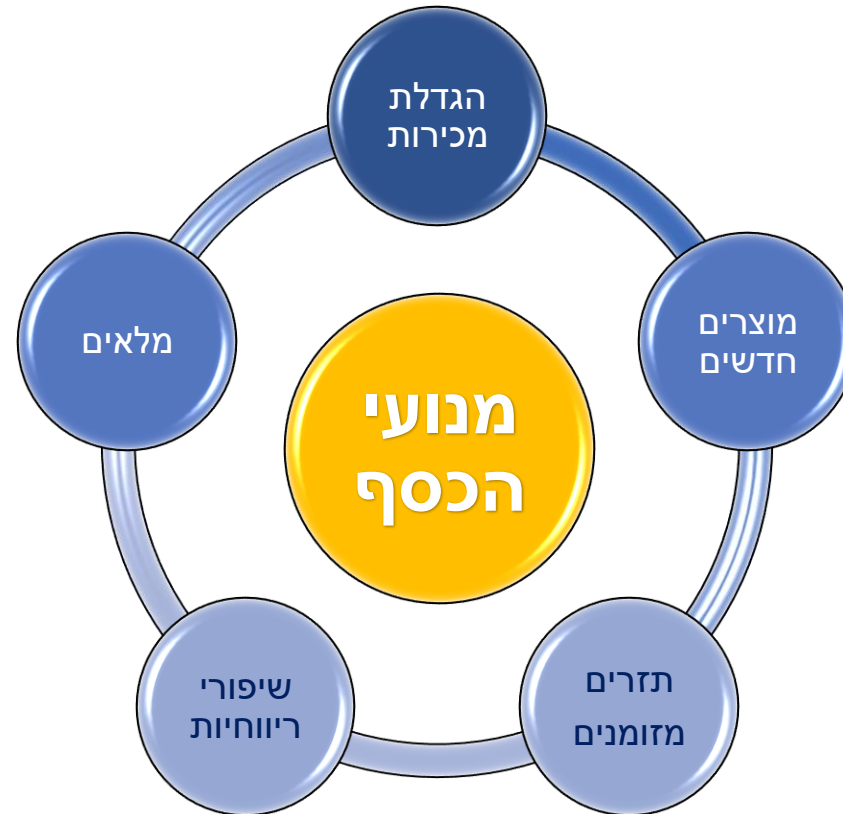 הגדלת
מכירות
מוצרים
חדשים
תזרים
מזומנים
שיפורי
ריווחיות
מלאים
מנועי
הכסף